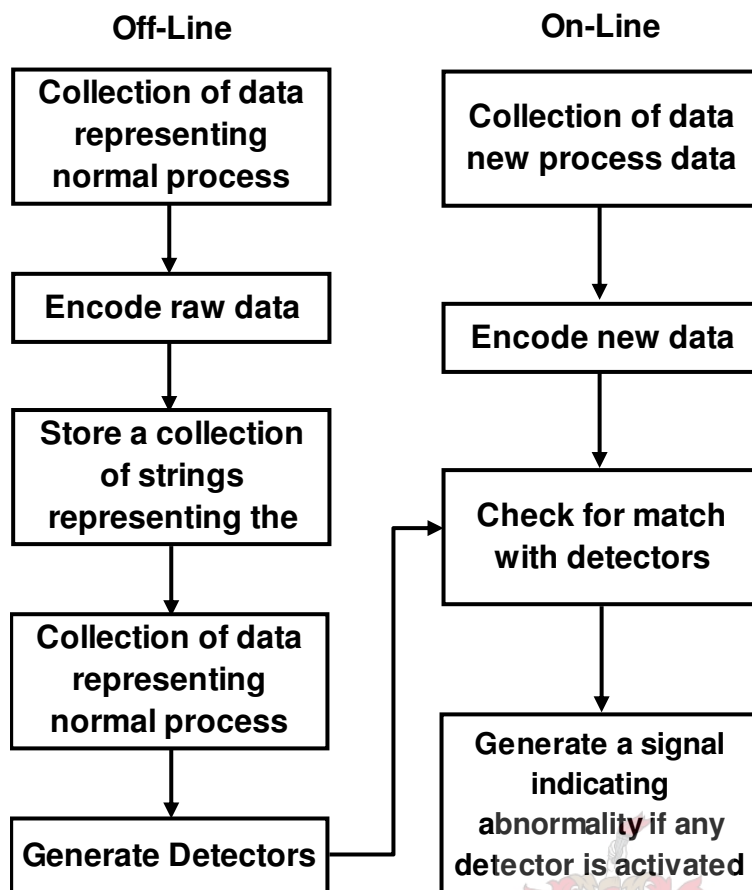 Off-Line
Collection of data
representing
normal process
Encode raw data
Store a collection
of strings
representing the
Collection of data
representing
normal process
Generate Detectors
On-Line
Collection of data
new process data
Encode new data
Check for match
with detectors
Generate a signal
indicating
abnormality if any
detector is activated